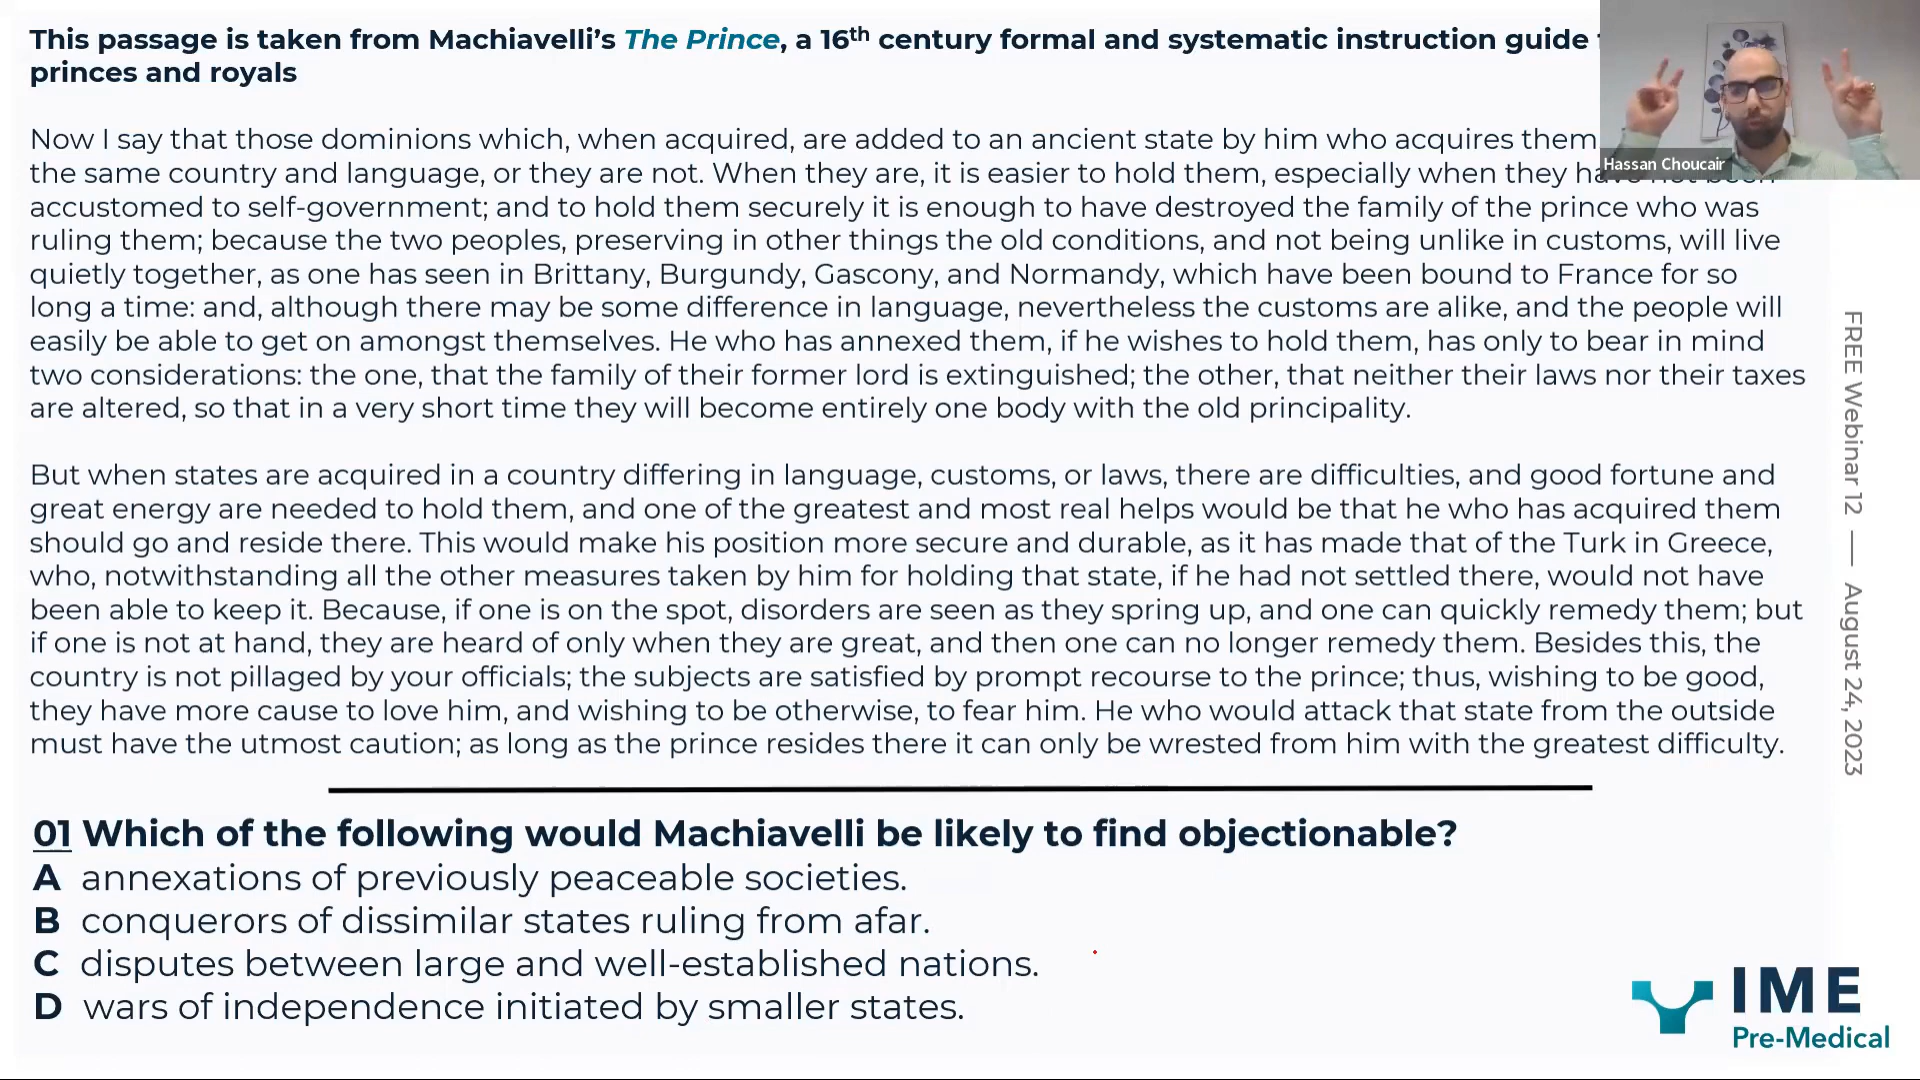 This passage is taken from Machiavelli's The Prince, a 16th century formal and systematic instruction guide
princes and royals
Now I say that those dominions which, when acquired, are added to an ancient state by him who acquires them
the same country and language, or they are not. When they are, it is easier to hold them, especially when they have not been
accustomed to self-government; and to hold them securely it is enough to have destroyed the family of the prince who was
ruling them; because the two peoples, preserving in other things the old conditions, and not being unlike in customs, will live
quietly together, as one has seen in Brittany, Burgundy, Gascony, and Normandy, which have been bound to France for so
long a time: and, although there may be some difference in language, nevertheless the customs are alike, and the people will
easily be able to get on amongst themselves. He who has annexed them, if he wishes to hold them, has only to bear in mind
two considerations: the one, that the family of their former lord is extinguished; the other, that neither their laws nor their taxes
are altered, so that in a very short time they will become entirely one body with the old principality.
But when states are acquired in a country differing in language, customs, or laws, there are difficulties, and good fortune and
great energy are needed to hold them, and one of the greatest and most real helps would be that he who has acquired them
should go and reside there. This would make his position more secure and durable, as it has made that of the Turk in Greece,
who, notwithstanding all the other measures taken by him for holding that state, if he had not settled there, would not have
been able to keep it. Because, if one is on the spot, disorders are seen as they spring up, and one can quickly remedy them; but
if one is not at hand, they are heard of only when they are great, and then one can no longer remedy them. Besides this, the
country is not pillaged by your officials; the subjects are satisfied by prompt recourse to the prince; thus, wishing to be good,
they have more cause to love him, and wishing to be otherwise, to fear him. He who would attack that state from the outside
must have the utmost caution; as long as the prince resides there it can only be wrested from him with the greatest difficulty.
01 Which of the following would Machiavelli be likely to find objectionable?
A annexations of previously peaceable societies.
B conquerors of dissimilar states ruling from afar.
C disputes between large and well-established nations.
D wars of independence initiated by smaller states.
Hassan Choucair
FREE Webinar 12 — August 24, 2023
IME
Pre-Medical